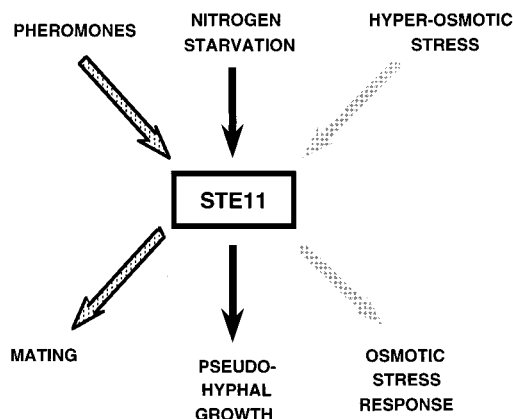 PHEROMONES
NITROGEN
STARVATION
HYPER-OSMOTIC
STRESS
STE11
MATING
PSEUDO-
HYPHAL
GROWTH
OSMOTIC
STRESS
RESPONSE